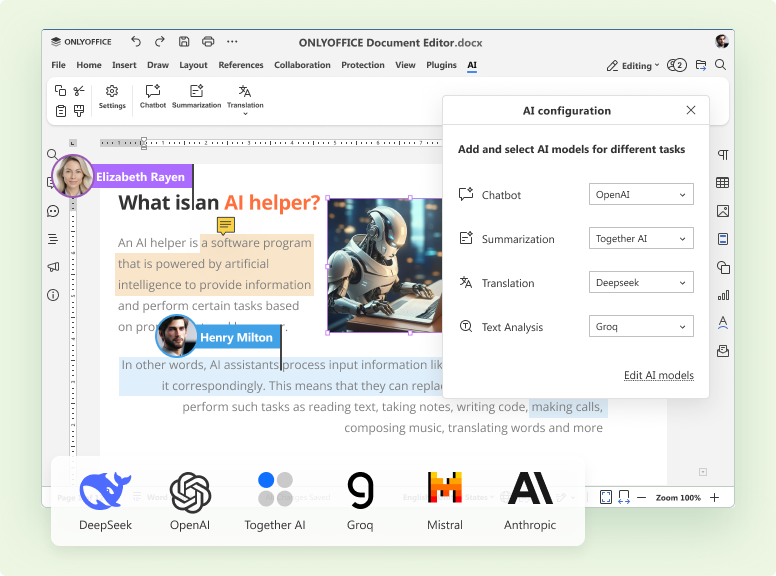 ONLYOFFICE
ONLYOFFICE Document Editor.docx
File Home Insert Draw Layout References Collaboration Protection View Plugins AI
Editing
2
Settings
Chatbot
Summarization
Translation
AI configuration
Add and select AI models for different tasks
Chatbot
OpenAI
Summarization
Together AI
Translation
Deepseek
Text Analysis
Groq
Edit AI models
Elizabeth Rayen
What is an AI helper?
An AI helper is a software program
that is powered by artificial
intelligence to provide information
and perform certain tasks based
on
Henry Milton
In other words, AI assistants process input information
it correspondingly. This means that they can
perform such tasks as reading text, taking notes, writing code, making calls,
composing music, translating words and more
Zoom 100%
DeepSeek
OpenAI
Together AI
Groq
Mistral
Anthropic